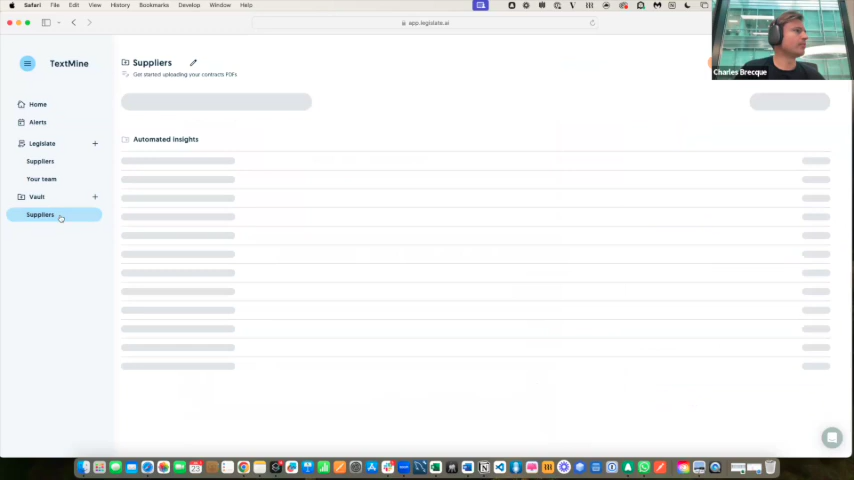 Safari File Edit View History Bookmarks Develop Window Help
app.legislate.ai
TextMine
Suppliers
Get started uploading your contracts PDFs
Charles Brecque
Home
Alerts
Legislate +
Suppliers
Your team
Vault +
Suppliers
Automated insights
23